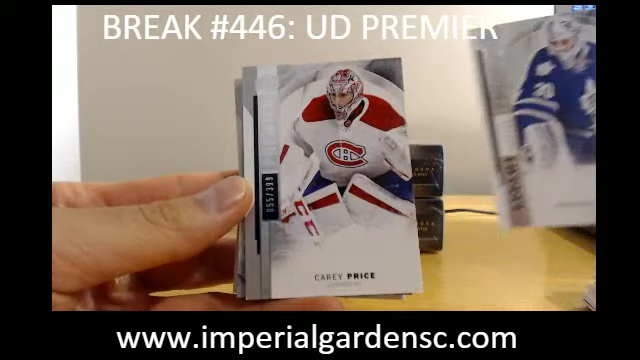 BREAK #446: UD PREMIER
055/399
CAREY PRICE
www.imperialgardensc.com